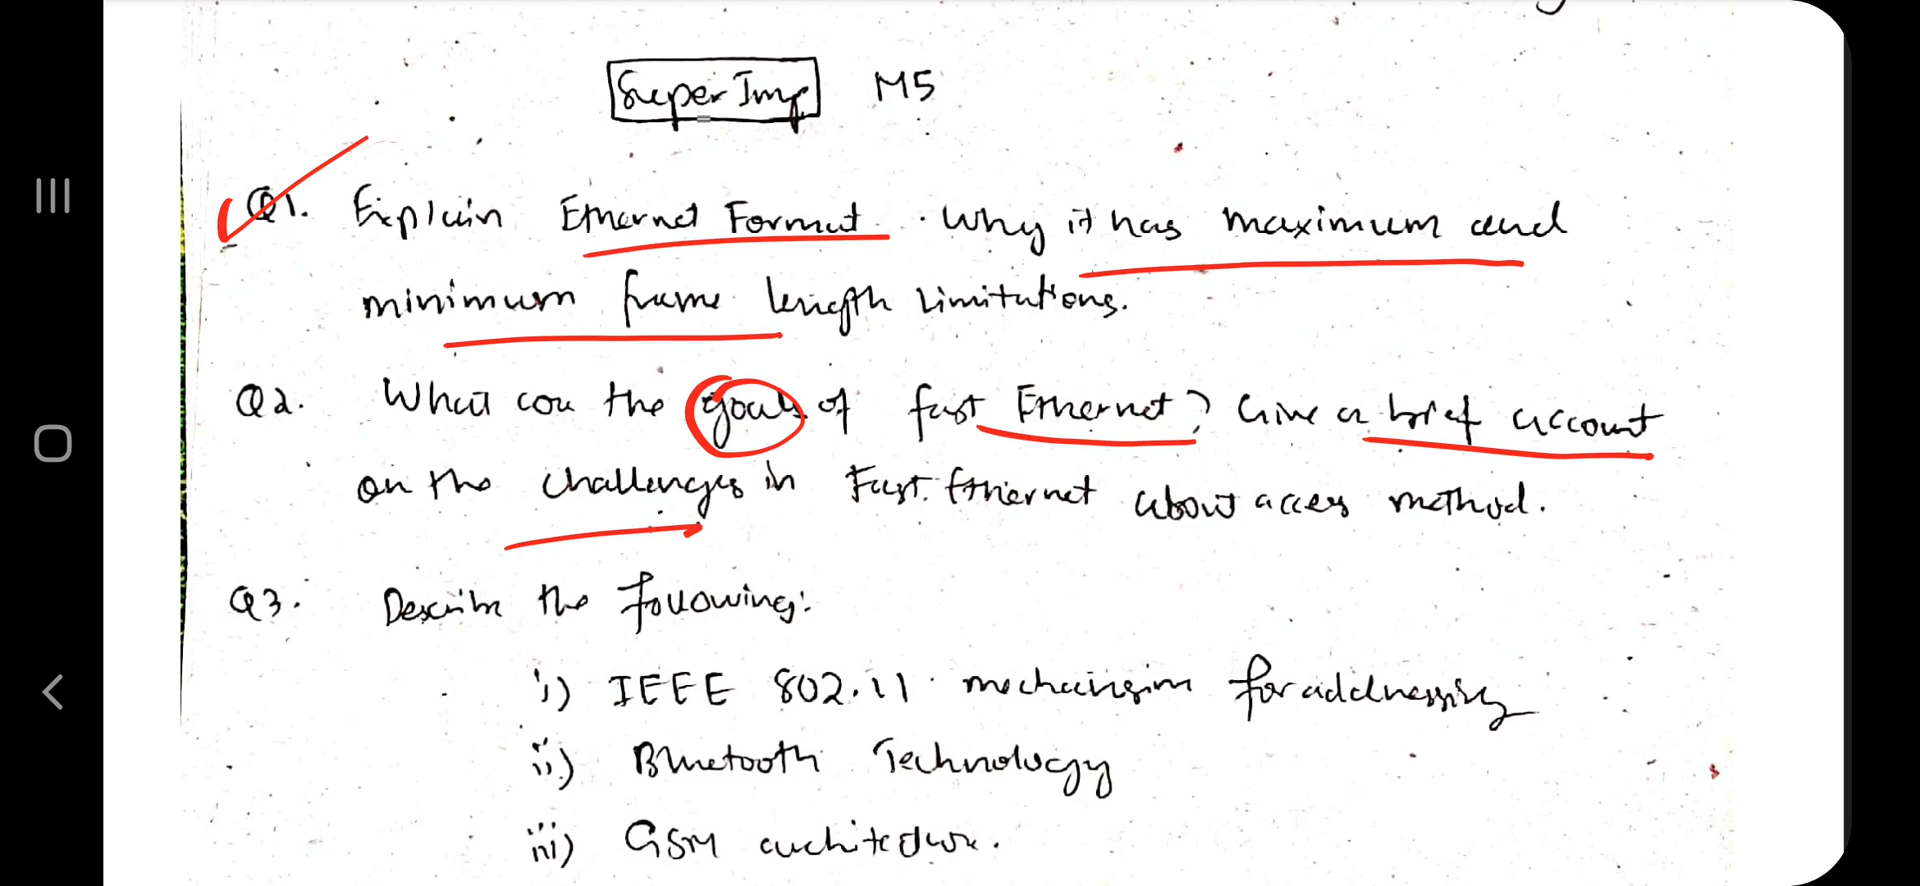 Super Imp M5
Q1. Explain Ethernet Format. Why it has maximum and
minimum frame length Limitations.
Q2. What are the goals of fast Ethernet? Give a brief account
on the challenges in Fast Ethernet about access method.
Q3. Describe the following:
i) IEEE 802.11 mechanism for addressing
ii) Bluetooth Technology
iii) GSM architecture.